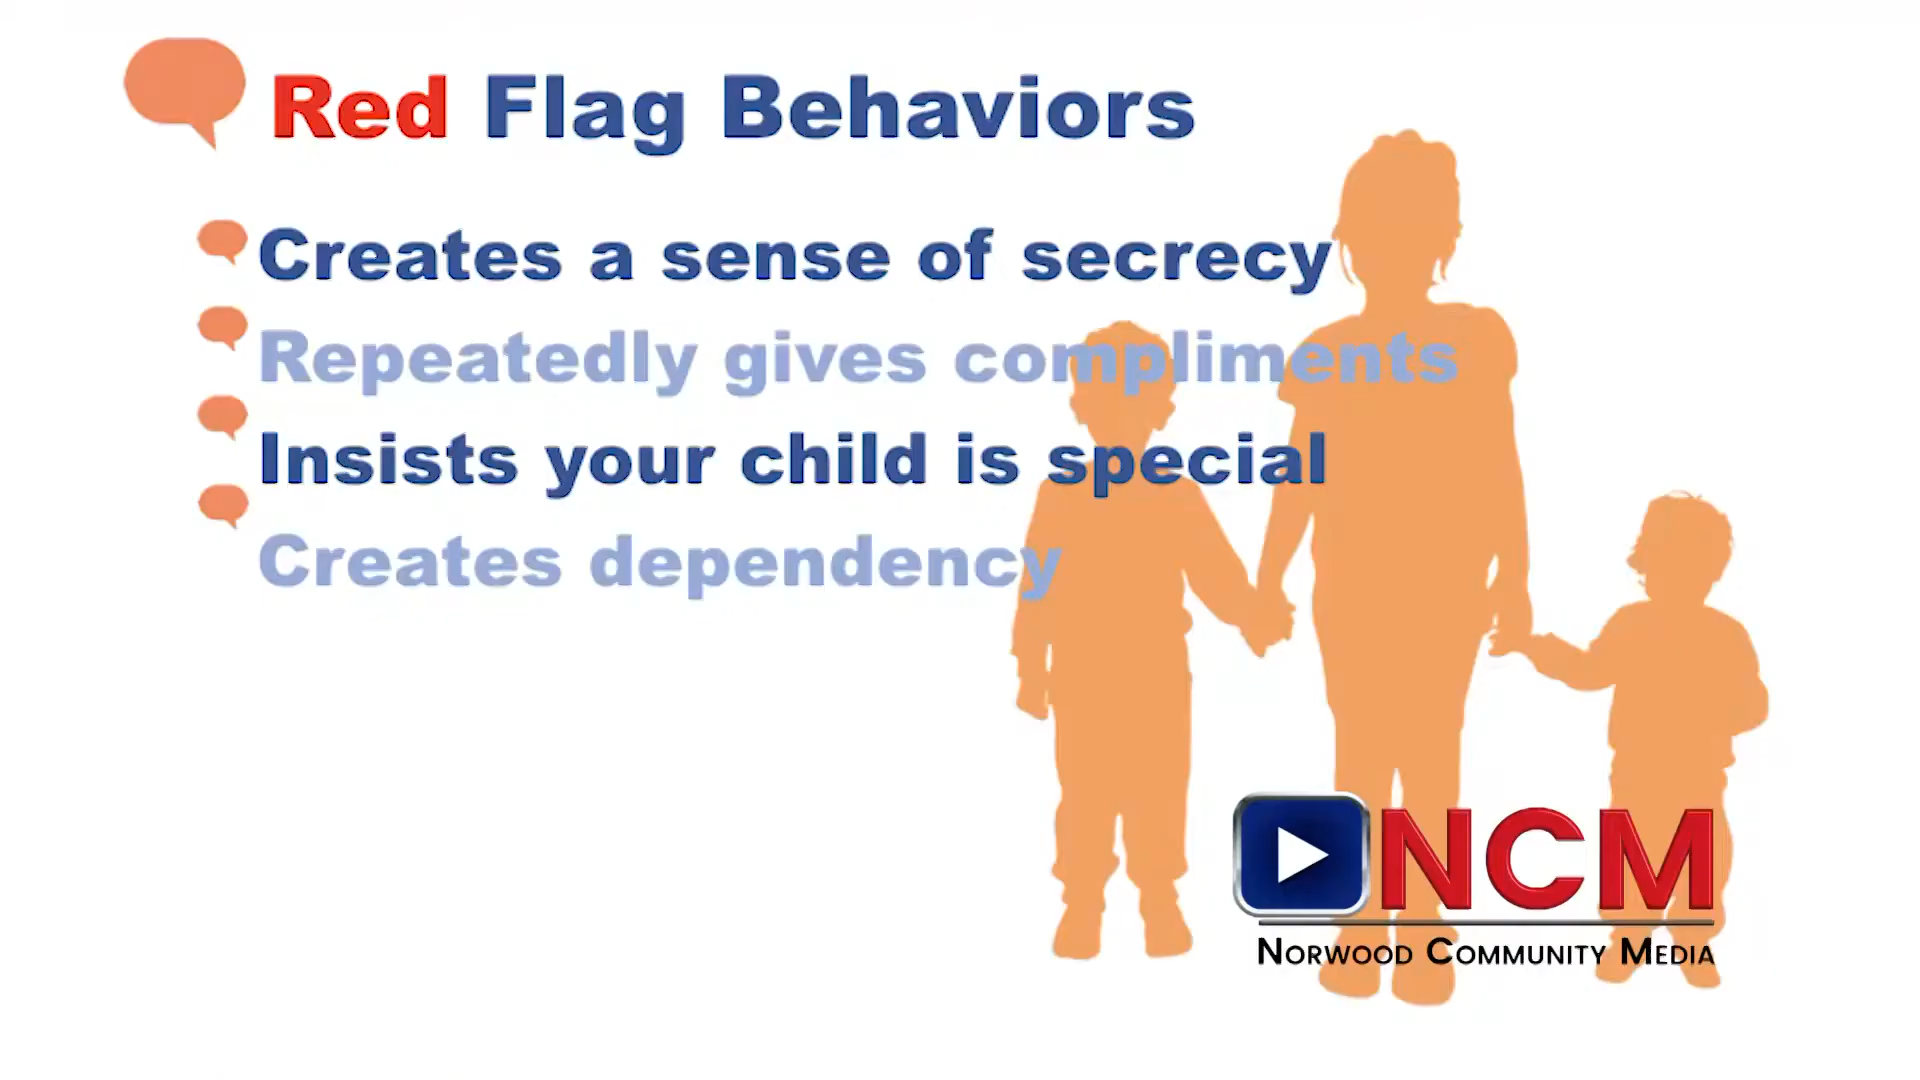 Red Flag Behaviors
Creates a sense of secrecy
Repeatedly gives compliments
Insists your child is special
Creates dependency
NCM
Norwood Community Media